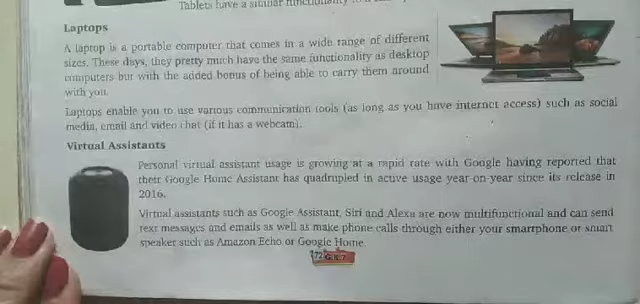 Tablets have a similar functionality
Laptops
A laptop is a portable computer that comes in a wide range of different
sizes. These days, they pretty much have the same functionality as desktop
computers but with the added bonus of being able to carry them around
with you.
Laptops enable you to use various communication tools (as long as you have internet access) such as social
media, email and video chat (if it has a webcam).
Virtual Assistants
Personal virtual assistant usage is growing at a rapid rate with Google having reported that
their Google Home Assistant has quadrupled in active usage year-on-year since its release in
2016.
Virtual assistants such as Google Assistant, Siri and Alexa are now multifunctional and can send
text messages and emails as well as make phone calls through either your smartphone or smart
speaker such as Amazon Echo or Google Home.